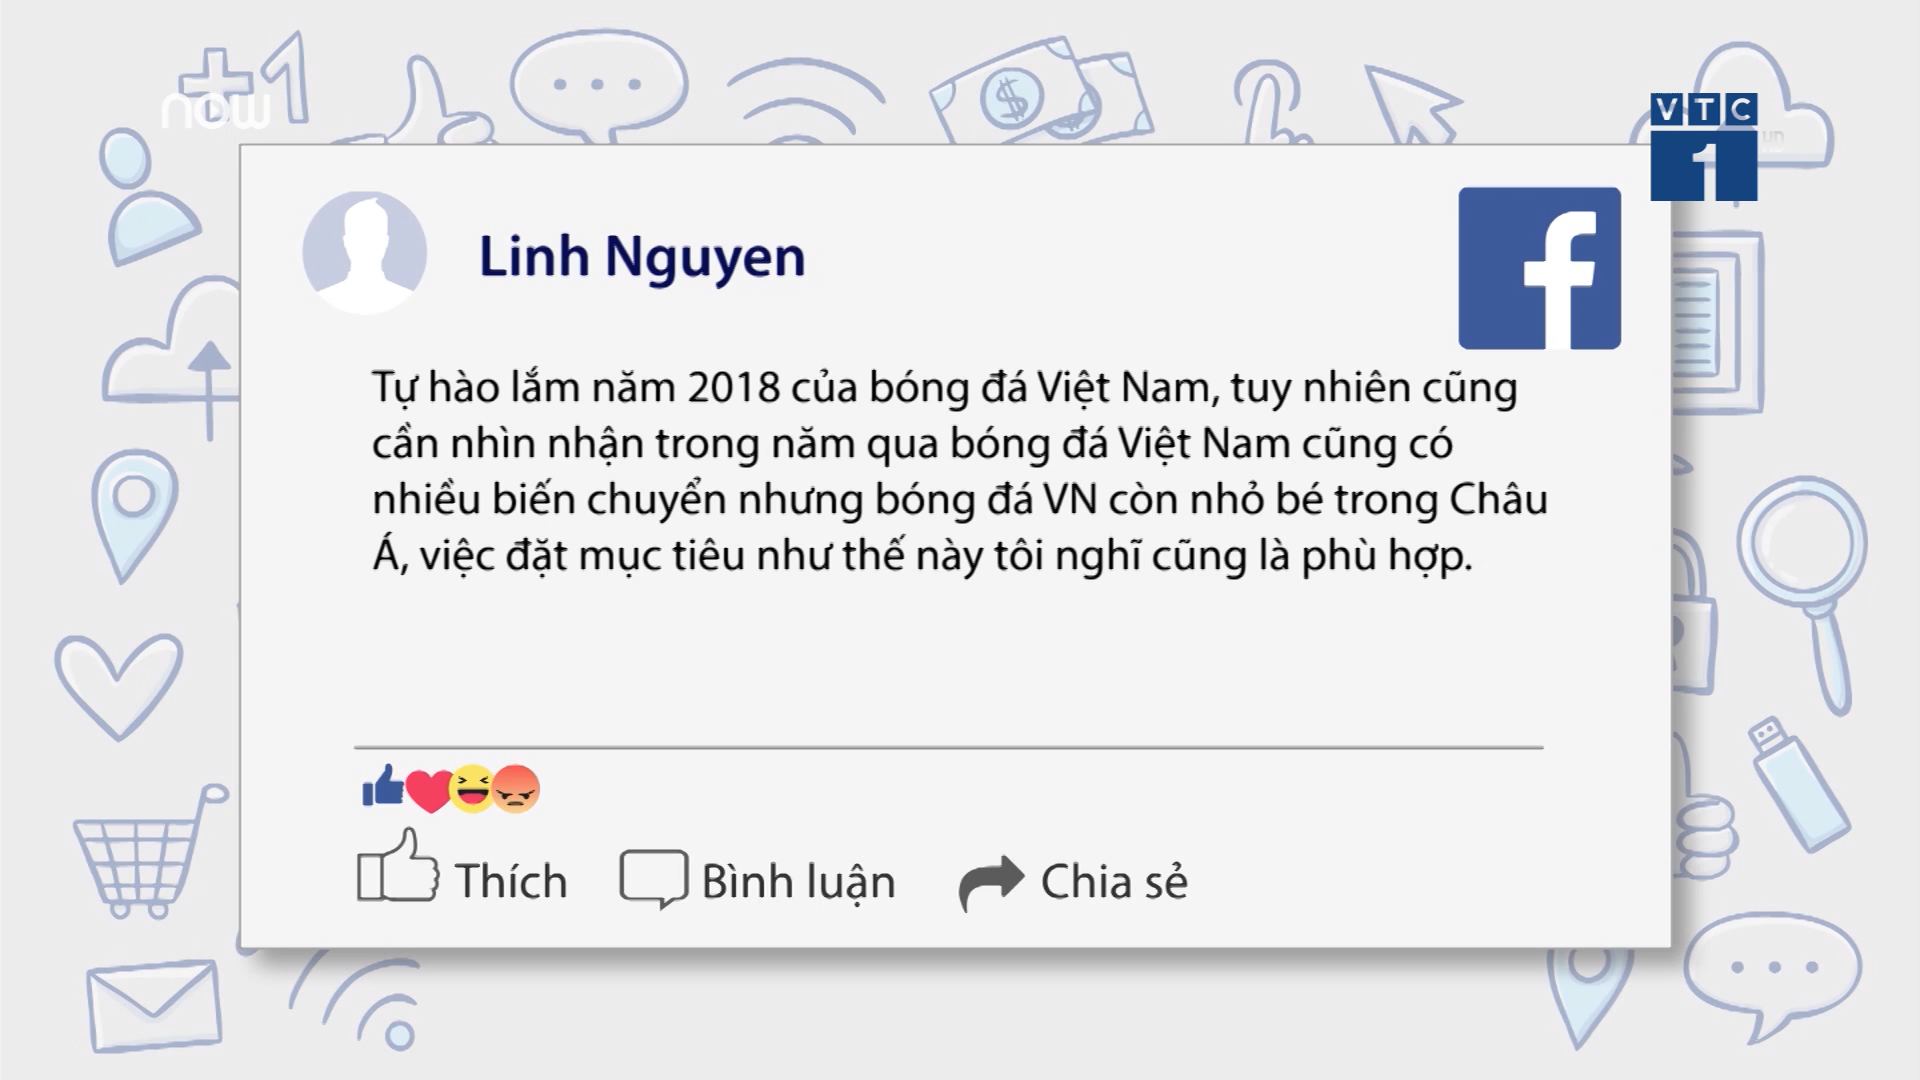 +1
now
VTC
1
HD
Linh Nguyen
Tự hào lắm năm 2018 của bóng đá Việt Nam, tuy nhiên cũng
cần nhìn nhận trong năm qua bóng đá Việt Nam cũng có
nhiều biến chuyển nhưng bóng đá VN còn nhỏ bé trong Châu
Á, việc đặt mục tiêu như thế này tôi nghĩ cũng là phù hợp.
Thích
Bình luận
Chia sẻ